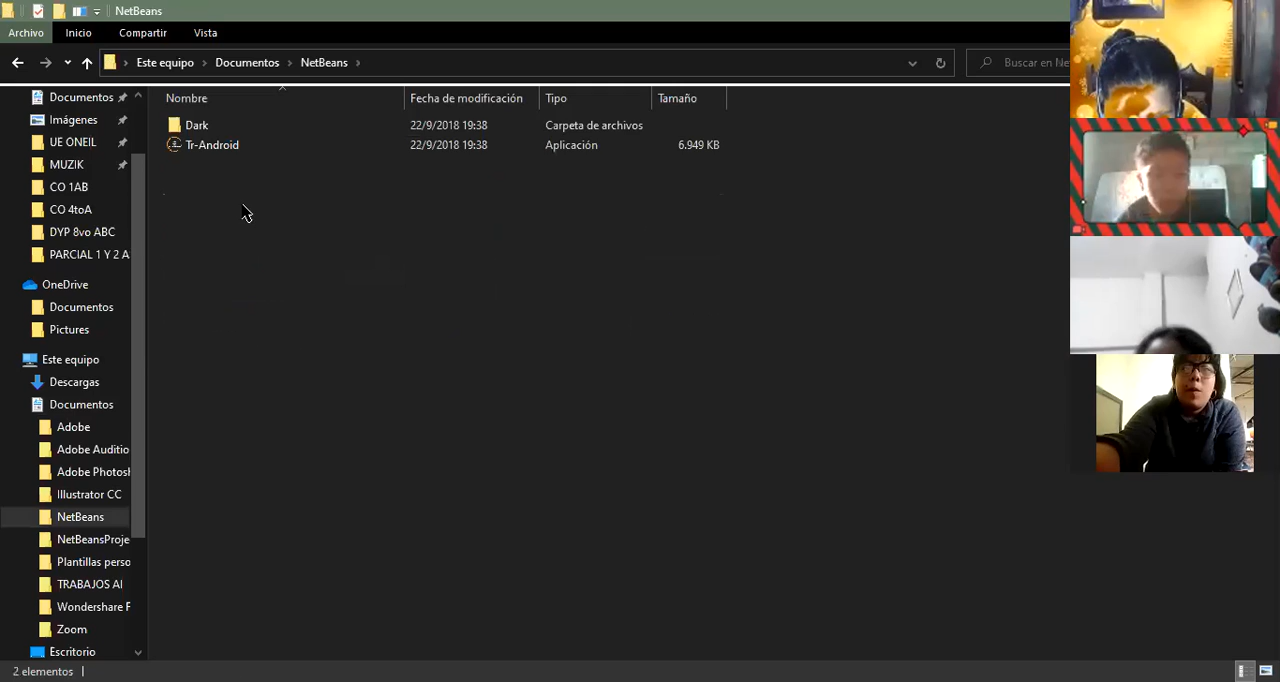 NetBeans
Archivo Inicio Compartir Vista
Este equipo Documentos NetBeans
Buscar en Ne
Nombre Fecha de modificación Tipo Tamaño
Dark 22/9/2018 19:38 Carpeta de archivos
Tr-Android 22/9/2018 19:38 Aplicación 6.949 KB
Documentos
Imágenes
UE ONEIL
MUZIK
CO 1AB
CO 4toA
DYP 8vo ABC
PARCIAL 1 Y 2 A
OneDrive
Documentos
Pictures
Este equipo
Descargas
Documentos
Adobe
Adobe Auditio
Adobe Photosh
Illustrator CC
NetBeans
NetBeansProje
Plantillas perso
TRABAJOS AI
Wondershare F
Zoom
Escritorio
2 elementos